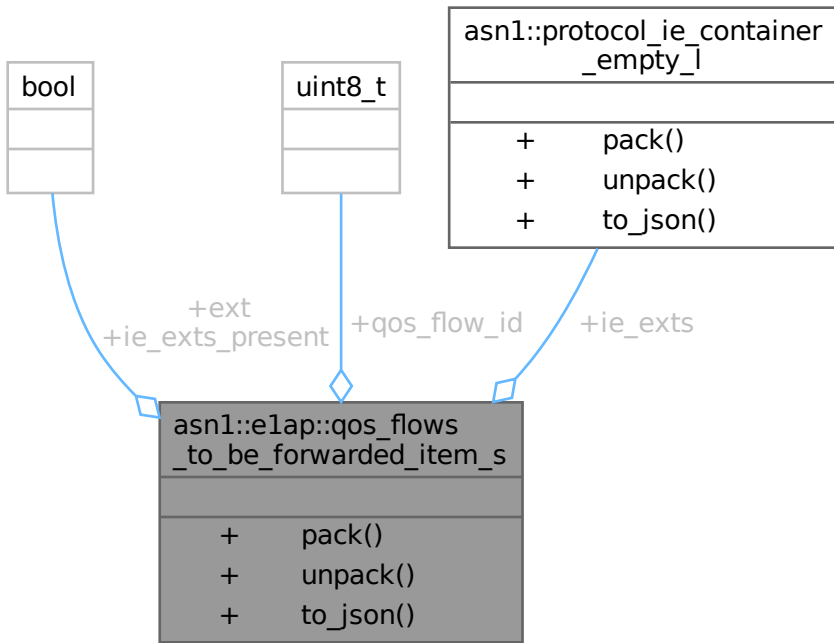 bool
uint8_t
asn1::protocol_ie_container
_empty_l
+ pack()
+ unpack()
+ to_json()
+ext
+ie_exts_present
+qos_flow_id
+ie_exts
asn1::e1ap::qos_flows
_to_be_forwarded_item_s
+ pack()
+ unpack()
+ to_json()